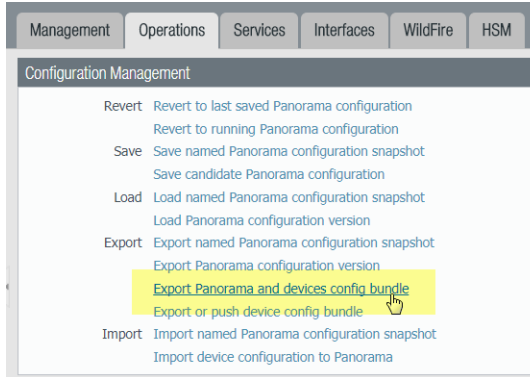 Management Operations Services Interfaces WildFire HSM
Configuration Management
Revert Revert to last saved Panorama configuration
Revert to running Panorama configuration
Save Save named Panorama configuration snapshot
Save candidate Panorama configuration
Load Load named Panorama configuration snapshot
Load Panorama configuration version
Export Export named Panorama configuration snapshot
Export Panorama configuration version
Export Panorama and devices config bundle
Export or push device config bundle
Import Import named Panorama configuration snapshot
Import device configuration to Panorama